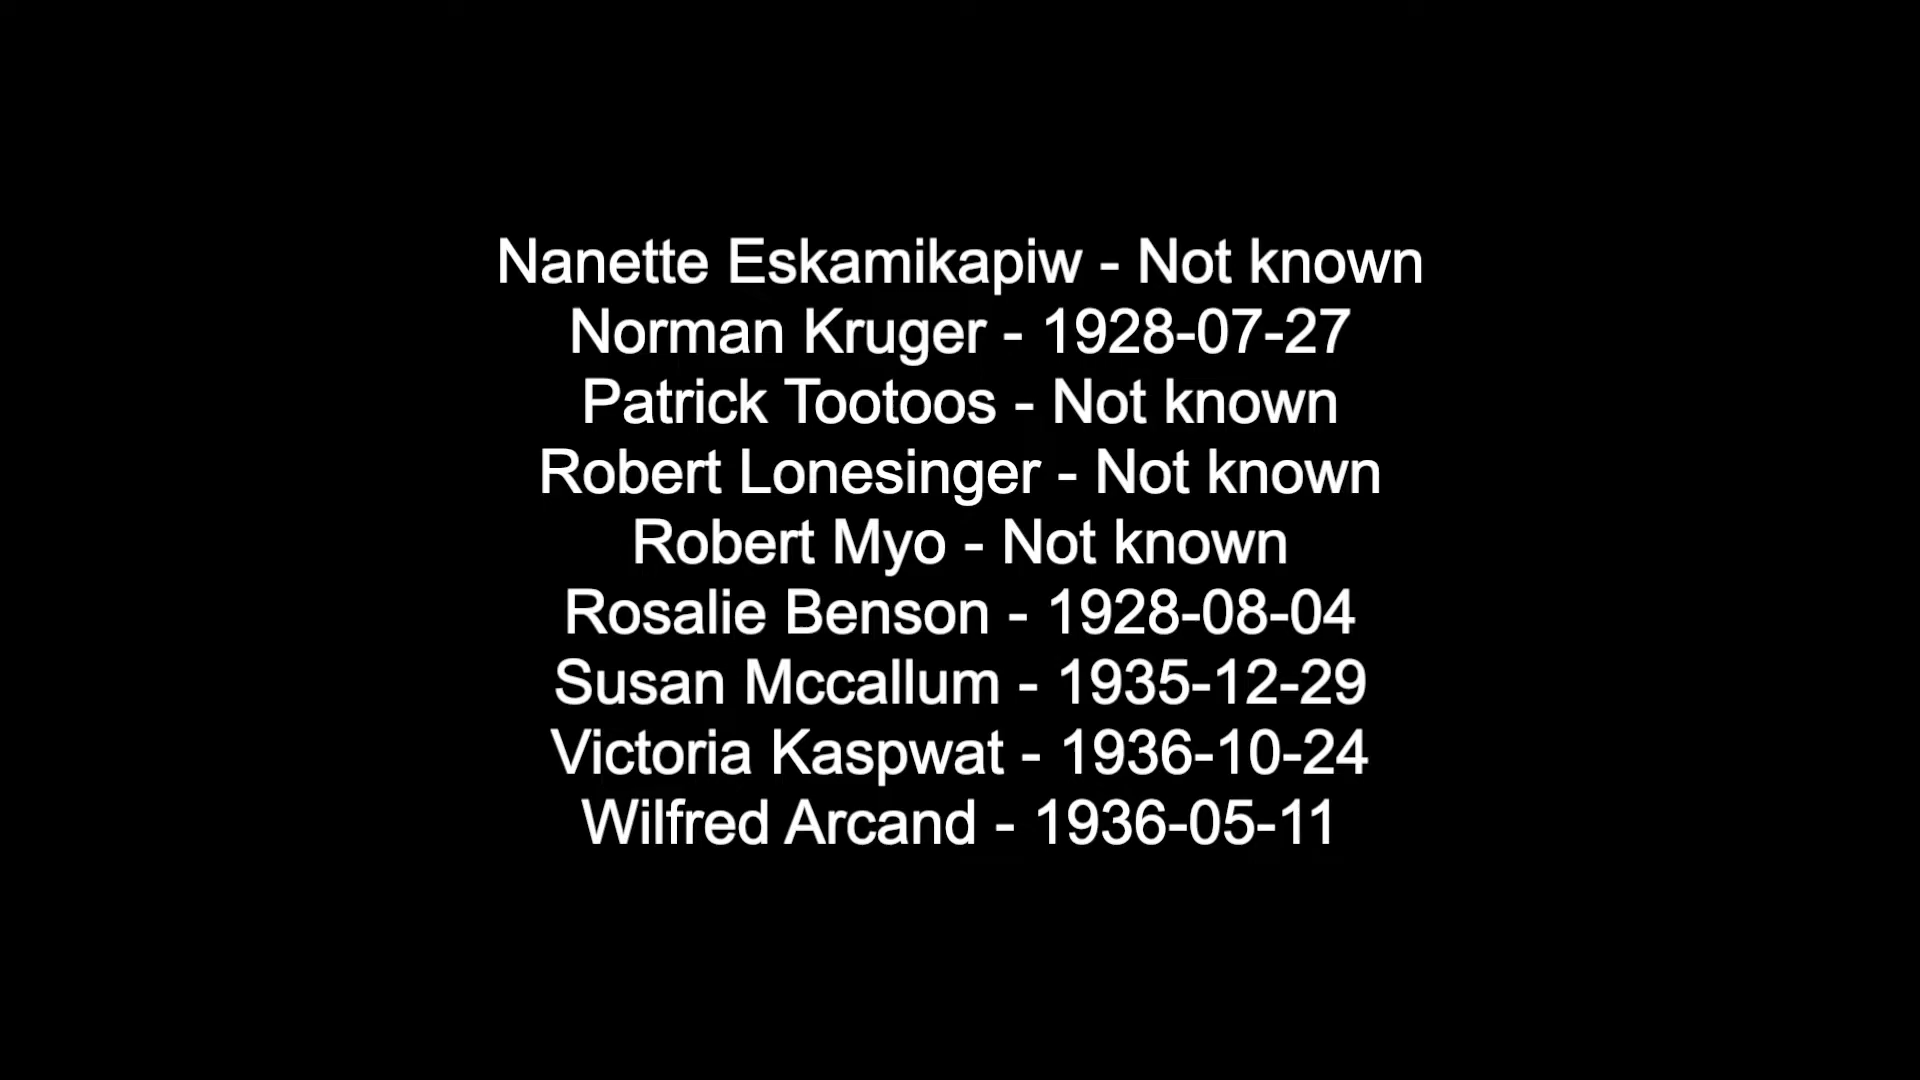 Nanette Eskamikapiw - Not known
Norman Kruger - 1928-07-27
Patrick Tootoos - Not known
Robert Lonesinger - Not known
Robert Myo - Not known
Rosalie Benson - 1928-08-04
Susan Mccallum - 1935-12-29
Victoria Kaspwat - 1936-10-24
Wilfred Arcand - 1936-05-11